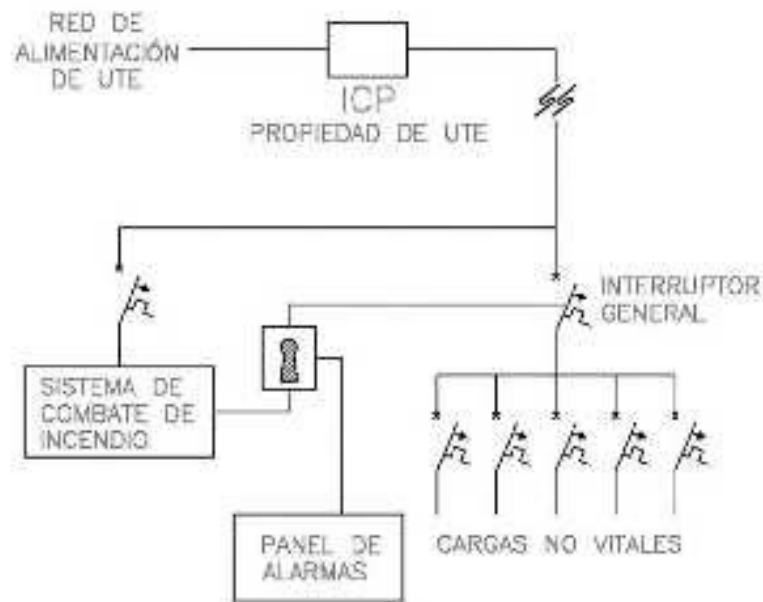 RED DE
ALIMENTACIÓN
DE UTE
ICP
PROPIEDAD DE UTE
INTERRUPTOR
GENERAL
SISTEMA DE
COMBATE DE
INCENDIO
PANEL DE
ALARMAS
CARGAS NO VITALES